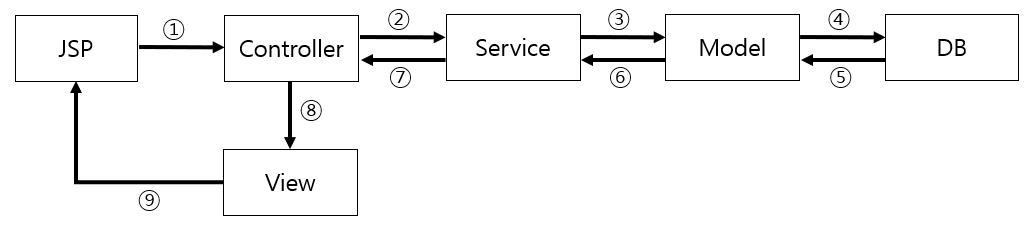 ① ② ③ ④
JSP Controller Service Model DB
⑦ ⑥ ⑤
⑧
View
⑨